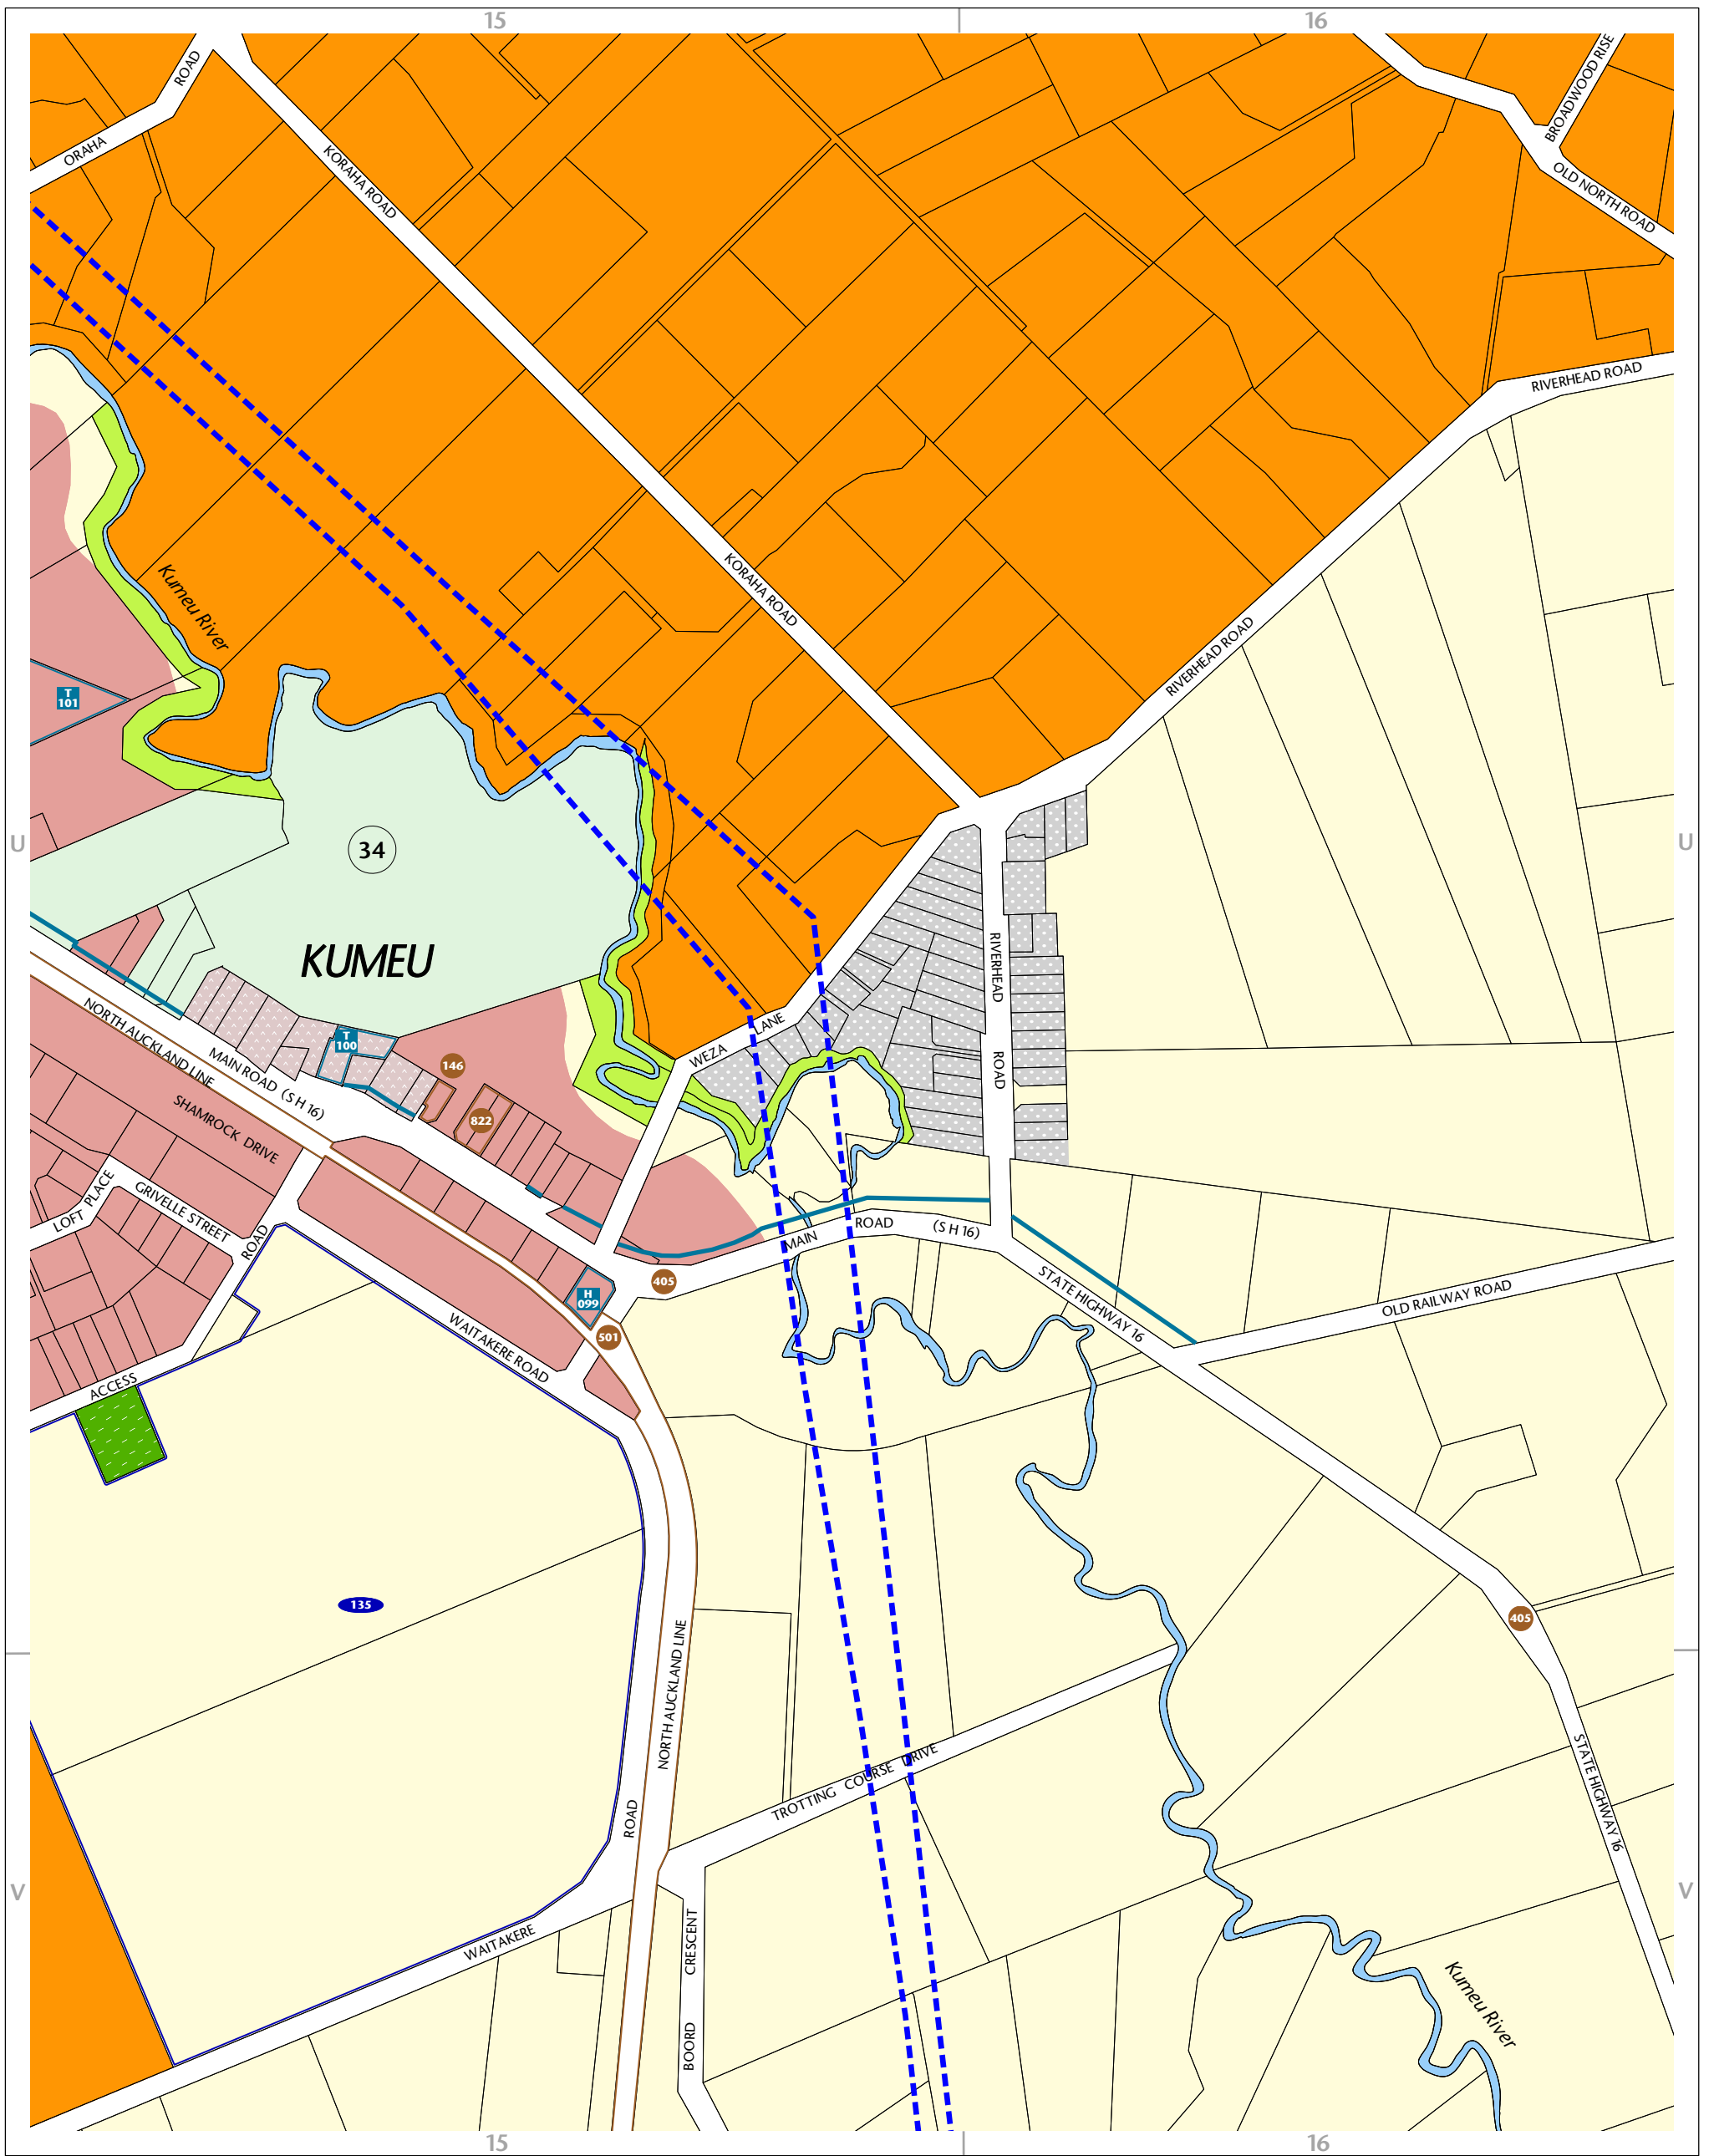 15
16
ROAD
ORAHA
KORAHA ROAD
BROADWOOD RISE
OLD NORTH ROAD
RIVERHEAD ROAD
Kumeu River
KORAHA ROAD
RIVERHEAD ROAD
T
101
U
34
U
KUMEU
RIVERHEAD
ROAD
WEZA LANE
NORTH AUCKLAND LINE
MAIN ROAD (S H 16)
T
100
146
822
SHAMROCK DRIVE
LOFT PLACE
GRIVELLE STREET
ROAD
MAIN ROAD (S H 16)
405
H
099
501
STATE HIGHWAY 16
OLD RAILWAY ROAD
WAITAKERE ROAD
ACCESS
135
405
NORTH AUCKLAND LINE
ROAD
TROTTING COURSE DRIVE
STATE HIGHWAY 16
V
V
WAITAKERE
BOORD CRESCENT
Kumeu River
15
16